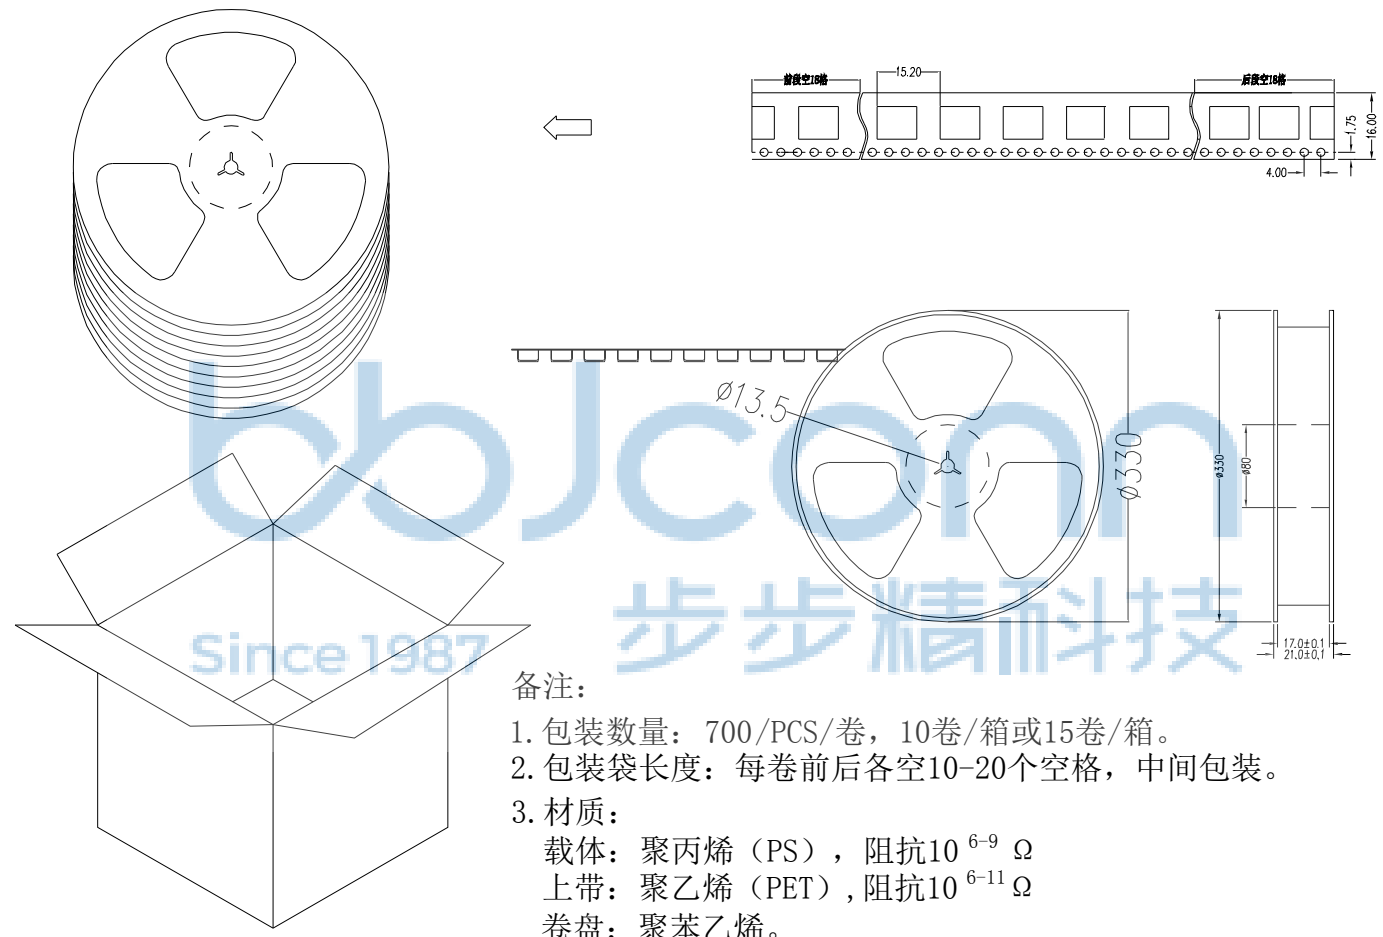 前段空18格
15.20
后段空18格
1.75
16.00
4.00
ø13.5
ø330
ø330
ø80
17.0±0.1
21.0±0.1
bbJconn
步步精科技
Since 1987
备注：
1.包装数量：700/PCS/卷，10卷/箱或15卷/箱。
2.包装袋长度：每卷前后各空10-20个空格，中间包装。
3.材质：
载体：聚丙烯（PS），阻抗10 6-9 Ω
上带：聚乙烯（PET）,阻抗10 6-11 Ω
卷盘：聚苯乙烯。